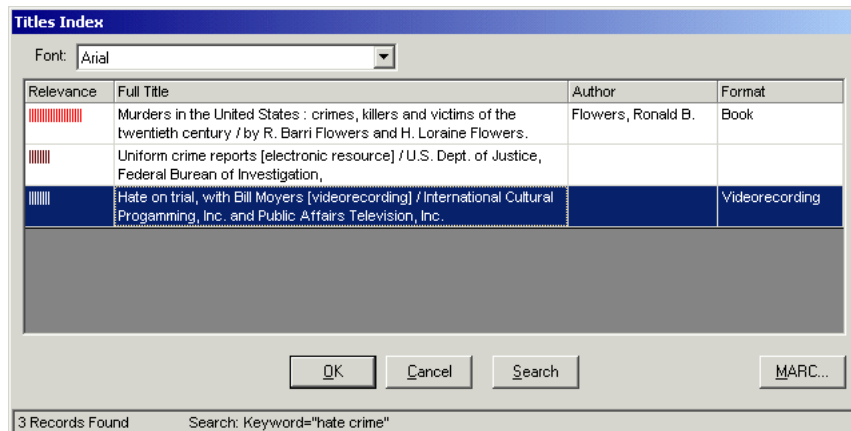 Titles Index
Font: Arial
Relevance Full Title Author Format
Murders in the United States : crimes, killers and victims of the Flowers, Ronald B. Book
twentieth century / by R. Barri Flowers and H. Loraine Flowers.
Uniform crime reports [electronic resource] / U.S. Dept. of Justice,
Federal Burean of Investigation,
Hate on trial, with Bill Moyers [videorecording] / International Cultural Videorecording
Progamming, Inc. and Public Affairs Television, Inc.
OK Cancel Search MARC...
3 Records Found Search: Keyword="hate crime"